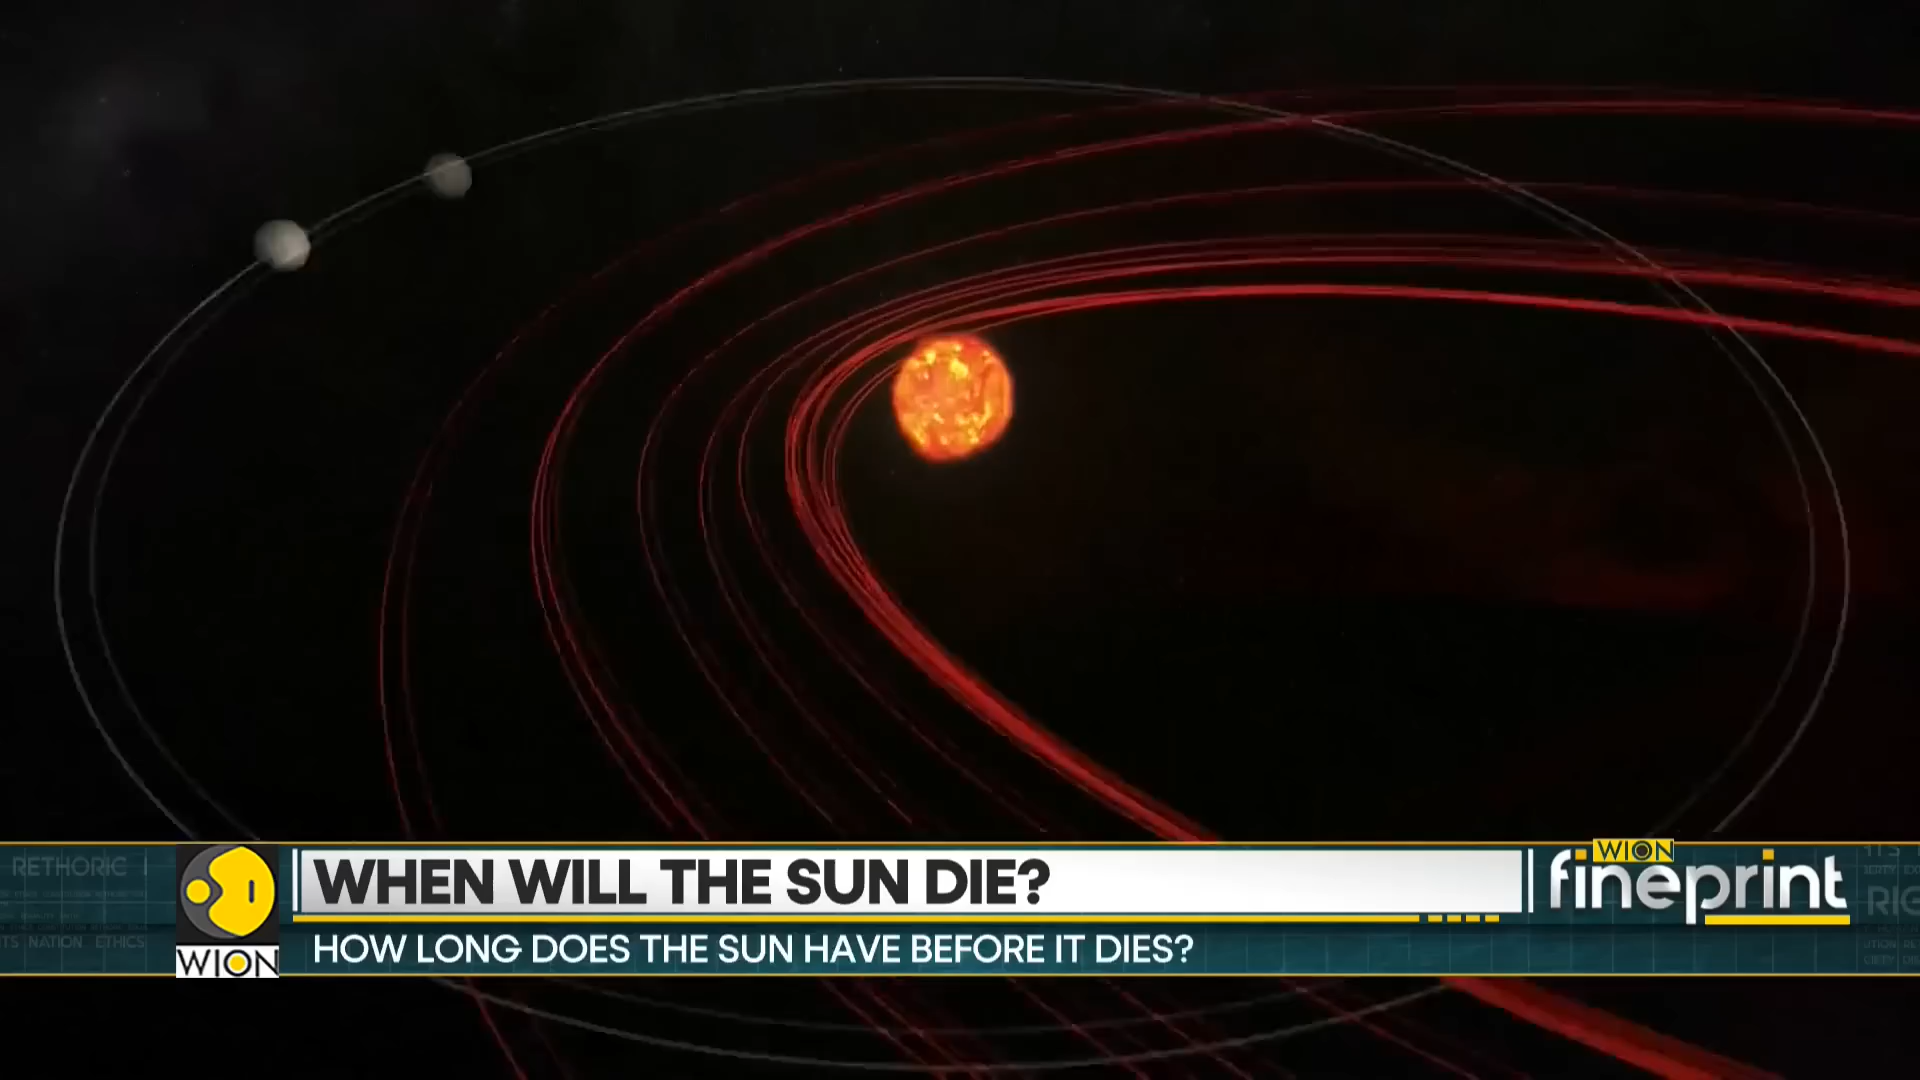 RETHORIC
WHEN WILL THE SUN DIE?
WION
fineprint
TS NATION ETHICS
WION
HOW LONG DOES THE SUN HAVE BEFORE IT DIES?